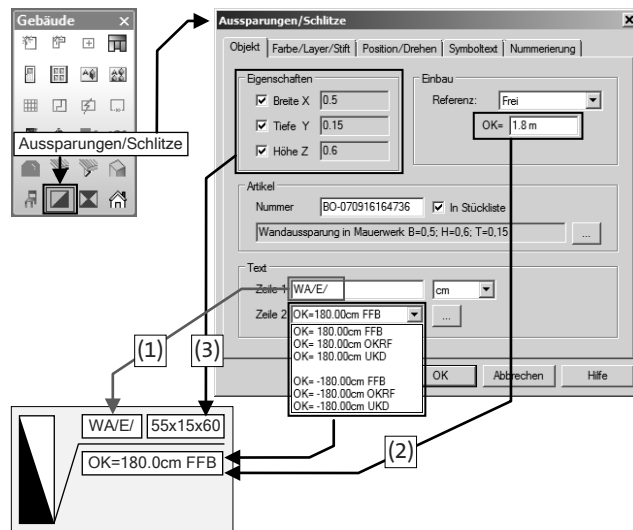 Gebäude
Aussparungen/Schlitze
Aussparungen/Schlitze
Objekt Farbe/Layer/Stift Position/Drehen Symboltext Nummerierung
Eigenschaften
Breite X 0.5
Tiefe Y 0.15
Höhe Z 0.6
Einbau
Referenz: Frei
OK= 1.8 m
Artikel
Nummer BO-070916164736 In Stückliste
Wandaussparung in Mauerwerk B=0,5; H=0,6; T=0,15 ...
Text
Zeile 1 WA/E/ cm
Zeile 2 OK=180.00cm FFB ...
OK= 180.00cm FFB
OK= 180.00cm OKRF
OK= 180.00cm UKD
OK= -180.00cm FFB
OK= -180.00cm OKRF
OK= -180.00cm UKD
OK Abbrechen Hilfe
(1)
(3)
(2)
WA/E/ 55x15x60
OK=180.0cm FFB